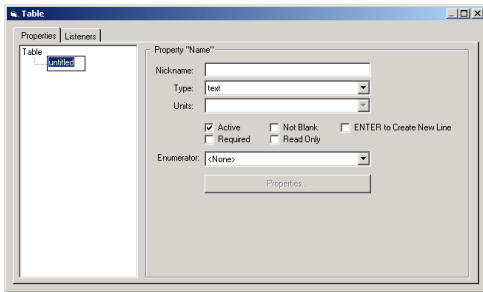 Table
Properties Listeners
Table
untitled
Property "Name"
Nickname:
Type: text
Units:
Active Not Blank ENTER to Create New Line
Required Read Only
Enumerator: <None>
Properties...